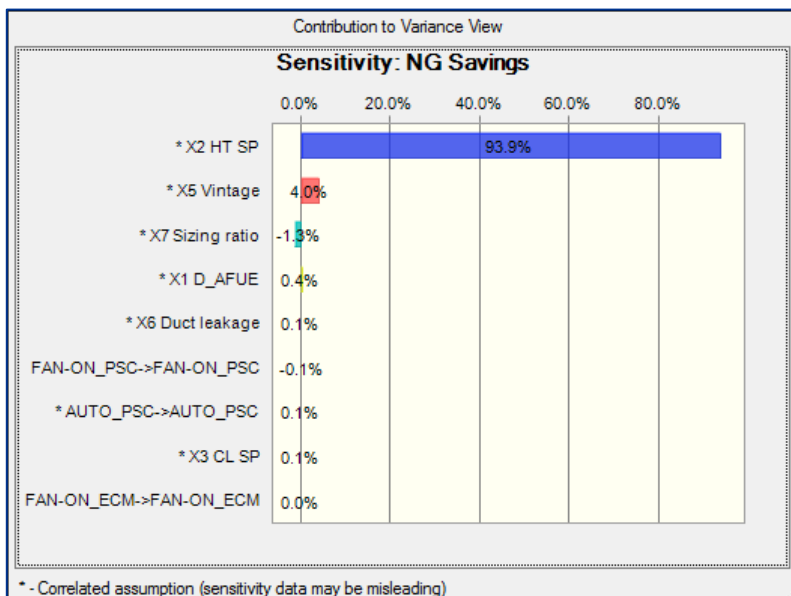 Contribution to Variance View
Sensitivity: NG Savings
0.0% 20.0% 40.0% 60.0% 80.0%
* X2 HT SP 93.9%
* X5 Vintage 4.0%
* X7 Sizing ratio -1.3%
* X1 D_AFUE 0.4%
* X6 Duct leakage 0.1%
FAN-ON_PSC->FAN-ON_PSC -0.1%
* AUTO_PSC->AUTO_PSC 0.1%
* X3 CL SP 0.1%
FAN-ON_ECM->FAN-ON_ECM 0.0%
* - Correlated assumption (sensitivity data may be misleading)